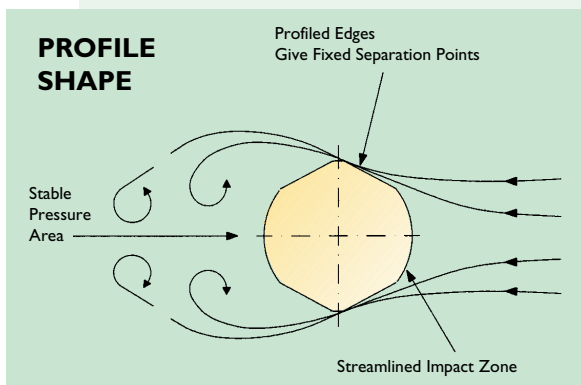 PROFILE
SHAPE
Profiled Edges
Give Fixed Separation Points
Stable
Pressure
Area
Streamlined Impact Zone